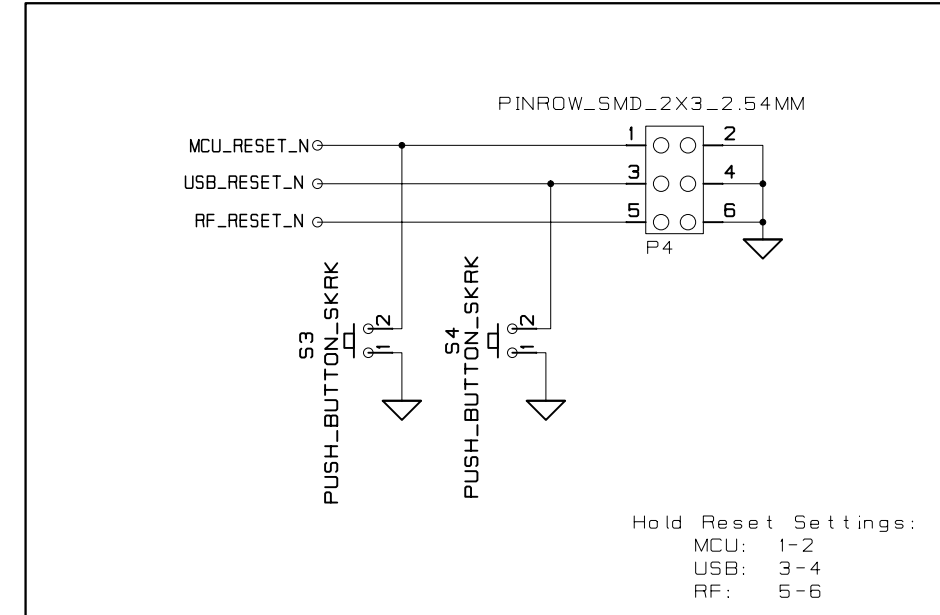 PINROW_SMD_2X3_2.54MM
MCU_RESET_N
1
2
USB_RESET_N
3
4
RF_RESET_N
5
6
P4
S3
PUSH_BUTTON_SKRK
2
1
S4
PUSH_BUTTON_SKRK
2
1
Hold Reset Settings:
MCU: 1-2
USB: 3-4
RF: 5-6